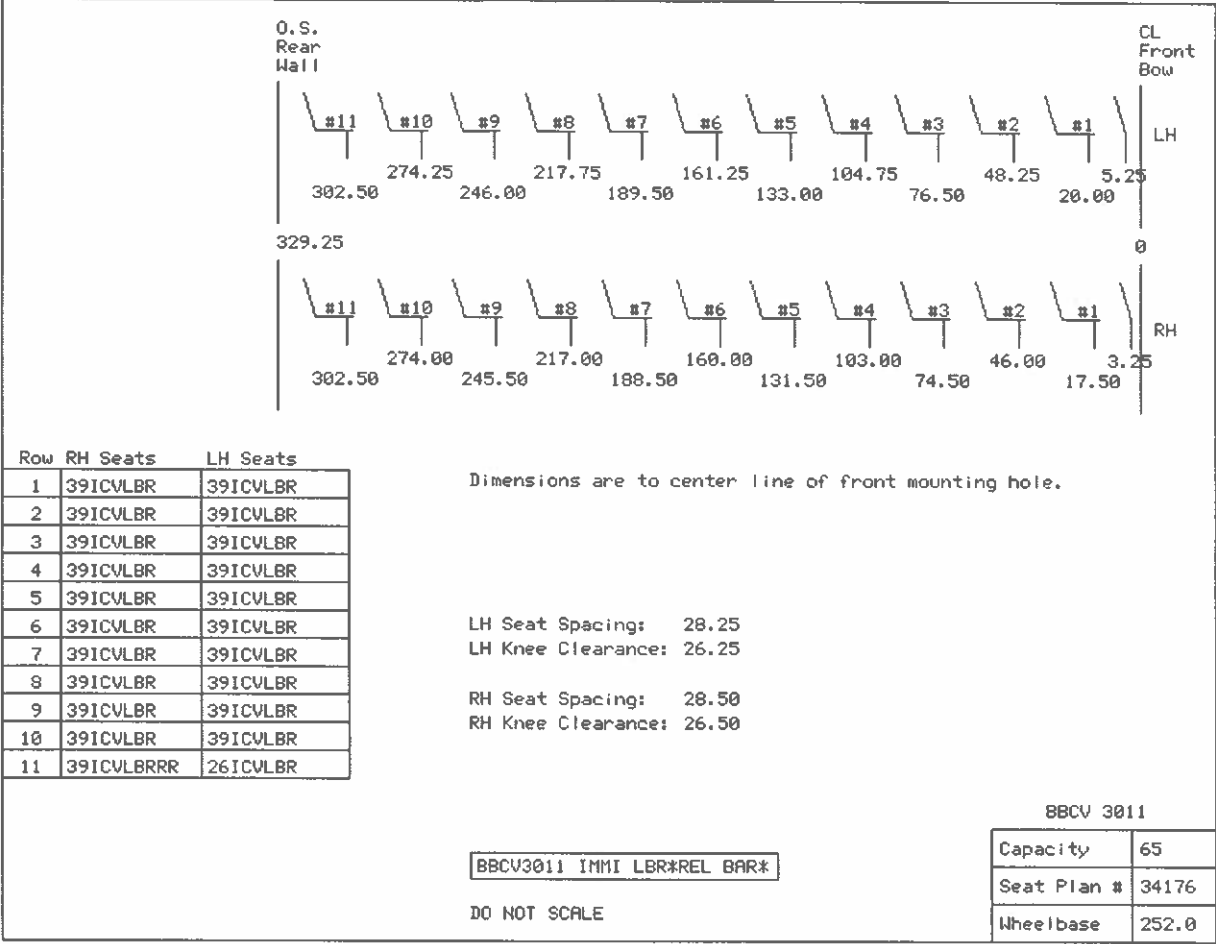 O.S.
Rear
Wall
CL
Front
Bow
#11 #10 #9 #8 #7 #6 #5 #4 #3 #2 #1
LH
274.25 217.75 161.25 104.75 48.25 5.25
302.50 246.00 189.50 133.00 76.50 20.00
329.25 0
#11 #10 #9 #8 #7 #6 #5 #4 #3 #2 #1
RH
274.00 217.00 160.00 103.00 46.00 3.25
302.50 245.50 188.50 131.50 74.50 17.50
Row RH Seats LH Seats
1 39ICVLBR 39ICVLBR
2 39ICVLBR 39ICVLBR
3 39ICVLBR 39ICVLBR
4 39ICVLBR 39ICVLBR
5 39ICVLBR 39ICVLBR
6 39ICVLBR 39ICVLBR
7 39ICVLBR 39ICVLBR
8 39ICVLBR 39ICVLBR
9 39ICVLBR 39ICVLBR
10 39ICVLBR 39ICVLBR
11 39ICVLBRRR 26ICVLBR
Dimensions are to center line of front mounting hole.
LH Seat Spacing: 28.25
LH Knee Clearance: 26.25
RH Seat Spacing: 28.50
RH Knee Clearance: 26.50
BBCV3011 IMMI LBR*REL BAR*
DO NOT SCALE
BBCV 3011
Capacity 65
Seat Plan # 34176
Wheelbase 252.0